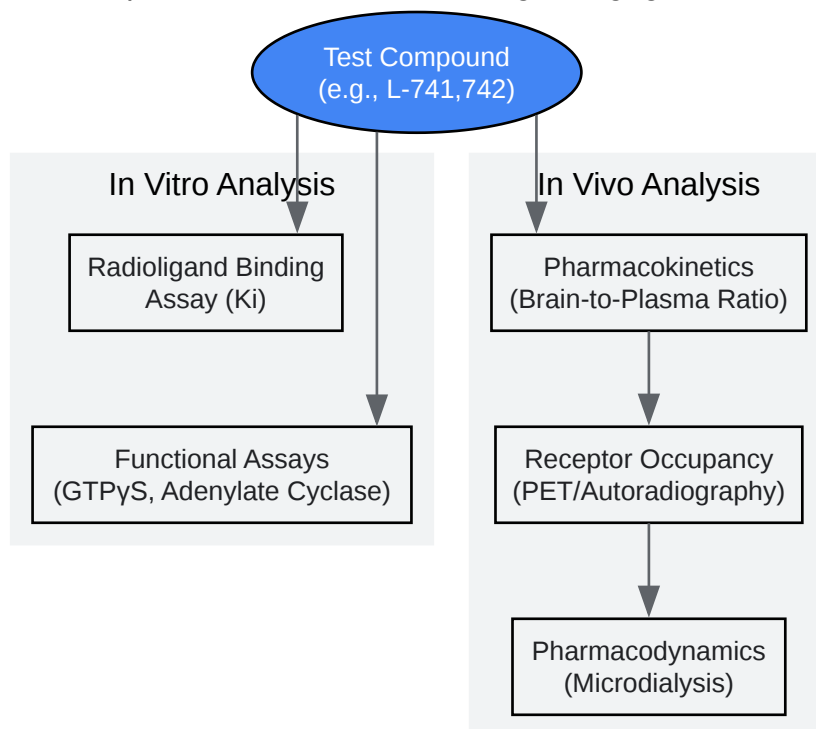 Test Compound
(e.g., L-741,742)
In Vitro Analysis
Radioligand Binding
Assay (Ki)
Functional Assays
(GTPγS, Adenylate Cyclase)
In Vivo Analysis
Pharmacokinetics
(Brain-to-Plasma Ratio)
Receptor Occupancy
(PET/Autoradiography)
Pharmacodynamics
(Microdialysis)